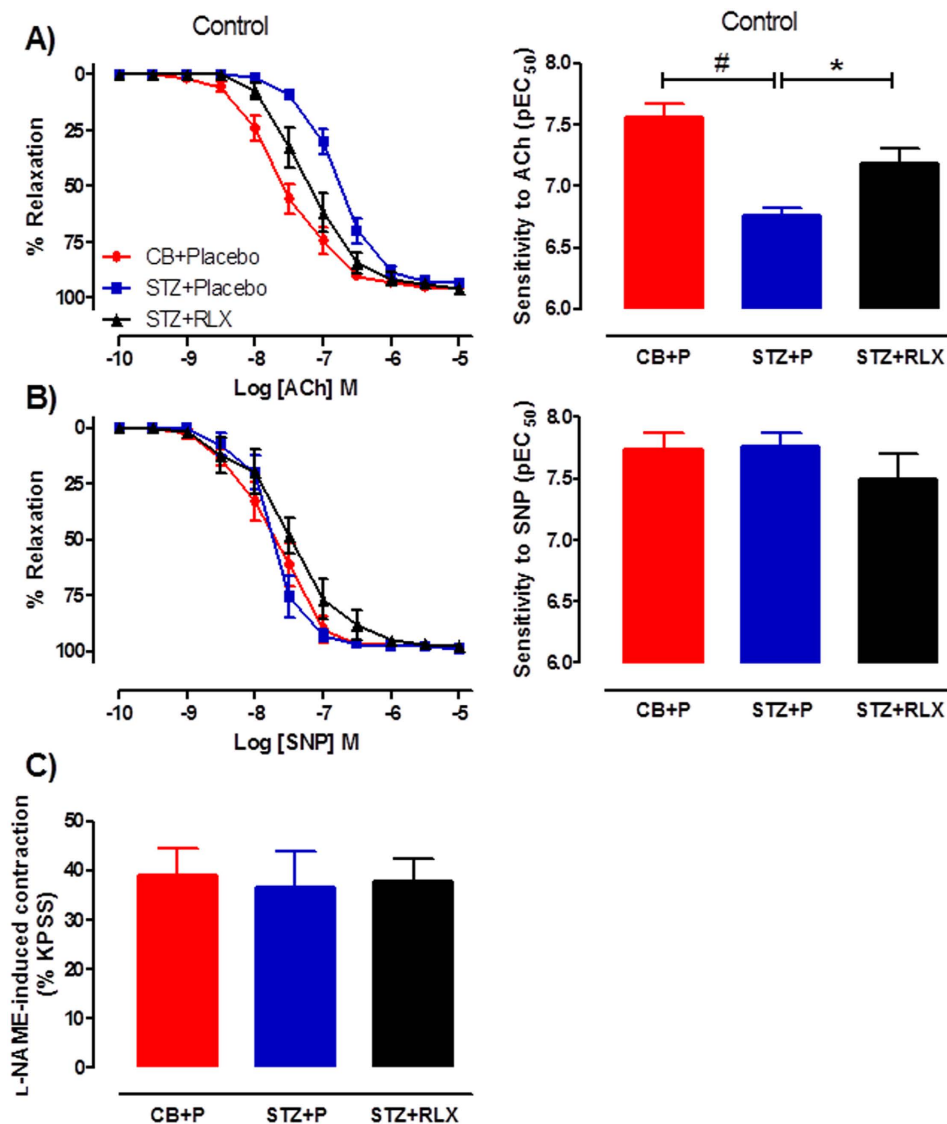 A)
Control
0
25
50
75
100
% Relaxation
CB+Placebo
STZ+Placebo
STZ+RLX
-10 -9 -8 -7 -6 -5
Log [ACh] M
Control
8.0
7.5
7.0
6.5
6.0
Sensitivity to ACh (pEC50)
# *
CB+P STZ+P STZ+RLX
B)
0
25
50
75
100
% Relaxation
-10 -9 -8 -7 -6 -5
Log [SNP] M
8.0
7.5
7.0
6.5
6.0
Sensitivity to SNP (pEC50)
CB+P STZ+P STZ+RLX
C)
50
40
30
20
10
0
L-NAME-induced contraction
(% KPSS)
CB+P STZ+P STZ+RLX